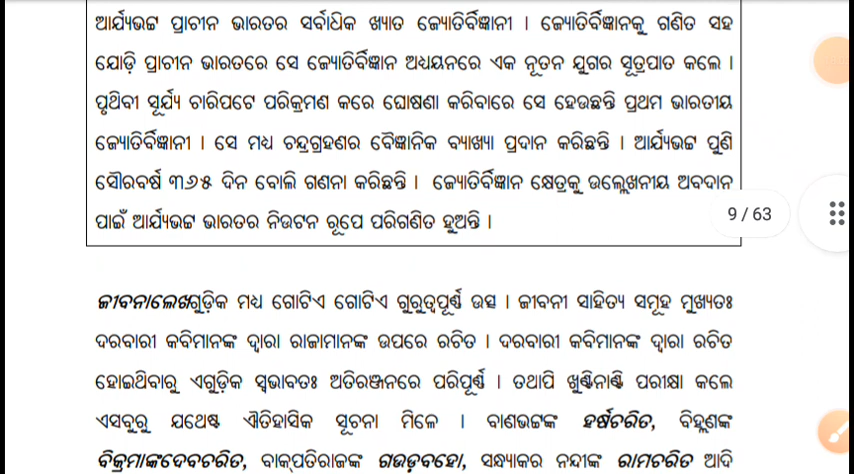 ଆର୍ଯ୍ୟଭଟ୍ଟ ପ୍ରାଚୀନ ଭାରତର ସର୍ବାଧିକ ଖ୍ୟାତ ଜ୍ୟୋତିର୍ବିଜ୍ଞାନୀ । ଜ୍ୟୋତିର୍ବିଜ୍ଞାନକୁ ଗଣିତ ସହ
ଯୋଡ଼ି ପ୍ରାଚୀନ ଭାରତରେ ସେ ଜ୍ୟୋତିର୍ବିଜ୍ଞାନ ଅଧ୍ୟୟନରେ ଏକ ନୂତନ ଯୁଗର ସୂତ୍ରପାତ କଲେ ।
ପୃଥିବୀ ସୂର୍ଯ୍ୟ ଚାରିପଟେ ପରିକ୍ରମଣ କରେ ଘୋଷଣା କରିବାରେ ସେ ହେଉଛନ୍ତି ପ୍ରଥମ ଭାରତୀୟ
ଜ୍ୟୋତିର୍ବିଜ୍ଞାନୀ । ସେ ମଧ୍ୟ ଚନ୍ଦ୍ରଗ୍ରହଣର ବୈଜ୍ଞାନିକ ବ୍ୟାଖ୍ୟା ପ୍ରଦାନ କରିଛନ୍ତି । ଆର୍ଯ୍ୟଭଟ୍ଟ ପୁଣି
ସୌରବର୍ଷ ୩୬୫ ଦିନ ବୋଲି ଗଣନା କରିଛନ୍ତି । ଜ୍ୟୋତିର୍ବିଜ୍ଞାନ କ୍ଷେତ୍ରକୁ ଉଲ୍ଲେଖନୀୟ ଅବଦାନ
ପାଇଁ ଆର୍ଯ୍ୟଭଟ୍ଟ ଭାରତର ନିଉଟନ ରୂପେ ପରିଗଣିତ ହୁଅନ୍ତି ।
9 / 63
ଜୀବନାଲେଖଗୁଡ଼ିକ ମଧ୍ୟ ଗୋଟିଏ ଗୋଟିଏ ଗୁରୁତ୍ୱପୂର୍ଣ୍ଣ ଉତ୍ସ । ଜୀବନୀ ସାହିତ୍ୟ ସମୂହ ମୁଖ୍ୟତଃ
ଦରବାରୀ କବିମାନଙ୍କ ଦ୍ୱାରା ରାଜାମାନଙ୍କ ଉପରେ ରଚିତ । ଦରବାରୀ କବିମାନଙ୍କ ଦ୍ୱାରା ରଚିତ
ହୋଇଥିବାରୁ ଏଗୁଡ଼ିକ ସ୍ୱଭାବତଃ ଅତିରଞ୍ଜନରେ ପରିପୂର୍ଣ୍ଣ । ତଥାପି ଖୁଣ୍ଟିନାଣ୍ଟି ପରୀକ୍ଷା କଲେ
ଏସବୁରୁ ଯଥେଷ୍ଟ ଐତିହାସିକ ସୂଚନା ମିଳେ । ବାଣଭଟ୍ଟଙ୍କ ହର୍ଷଚରିତ, ବିହ୍ଲଣଙ୍କ
ବିକ୍ରମାଙ୍କଦେବଚରିତ, ବାକ୍‌ପତିରାଜଙ୍କ ଗଉଡ଼ବହୋ, ସନ୍ଧ୍ୟାକର ନନ୍ଦୀଙ୍କ ରାମଚରିତ ଆଦି